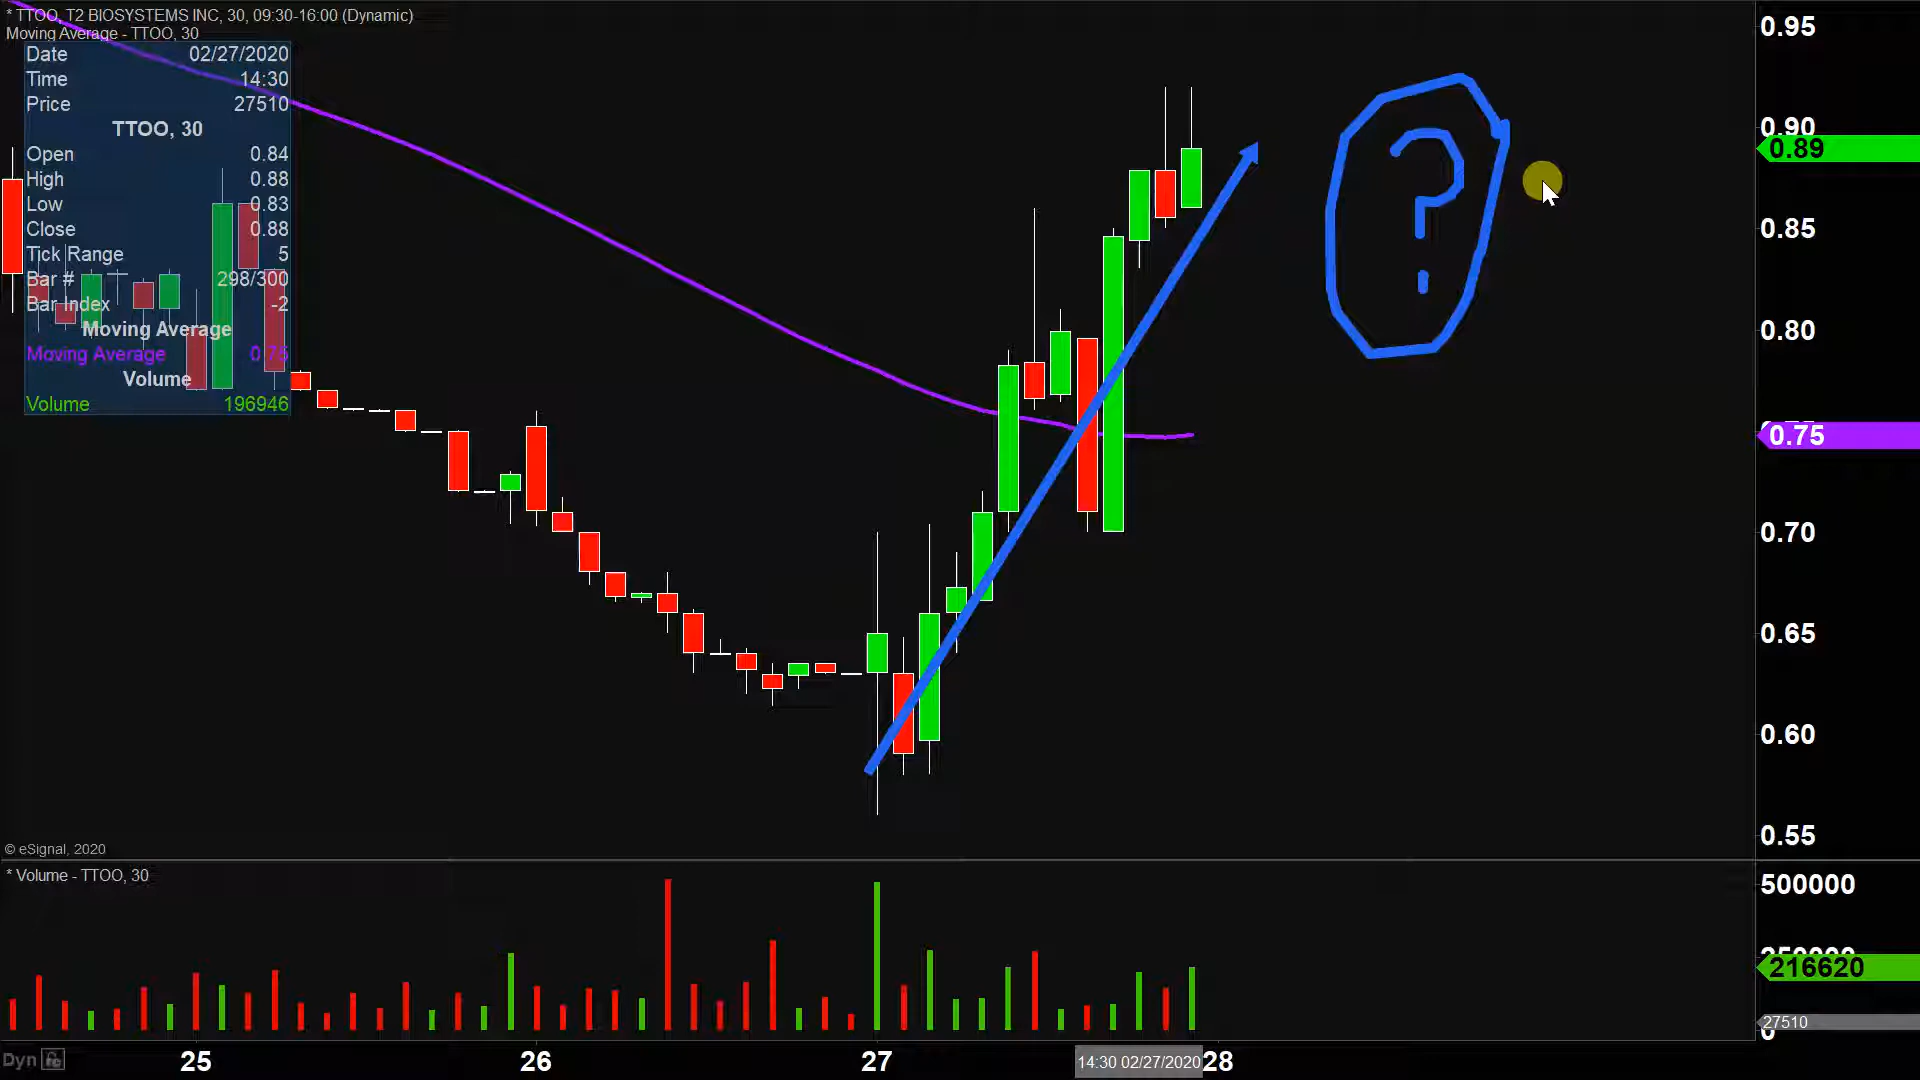 * TTOO, T2 BIOSYSTEMS INC, 30, 09:30-16:00 (Dynamic)
Moving Average - TTOO, 30
Date 02/27/2020
Time 14:30
Price 27510
TTOO, 30
Open 0.84
High 0.88
Low 0.83
Close 0.88
Tick Range 5
Bar # 298/300
Bar Index -2
Moving Average
Moving Average 0.75
Volume
Volume 196946
?
0.95
0.90
0.89
0.85
0.80
0.75
0.70
0.65
0.60
0.55
© eSignal, 2020
* Volume - TTOO, 30
500000
250000
216620
27510
0
Dyn
25
26
27
14:30 02/27/2020
28